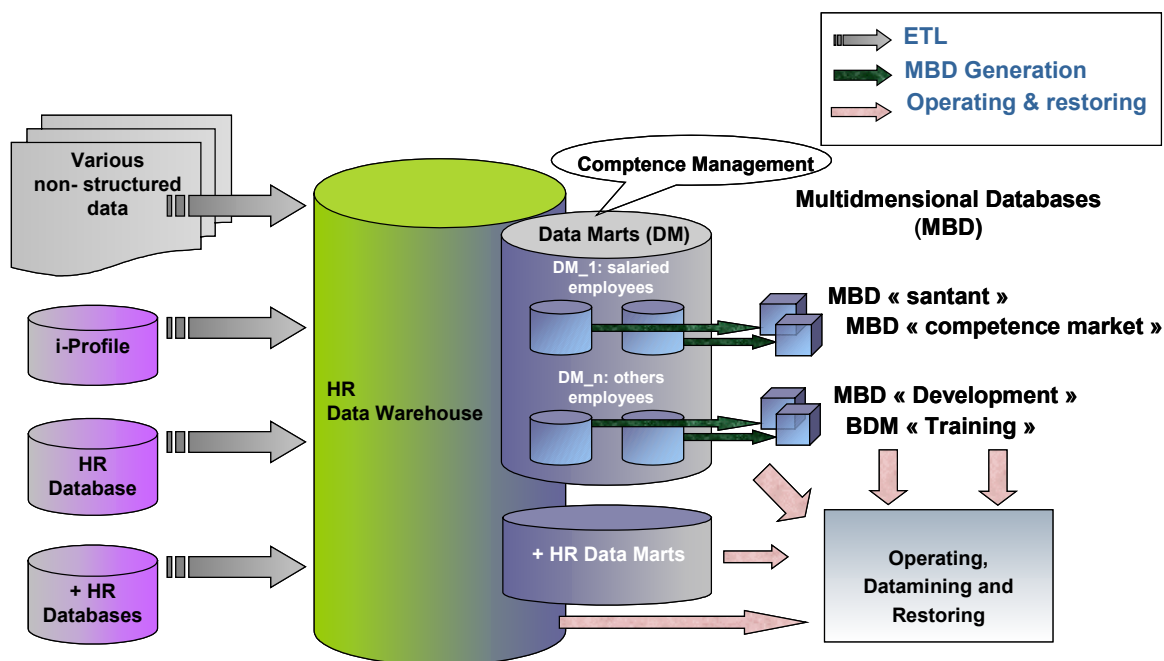 ETL
MBD Generation
Operating & restoring
Various
non- structured
data
Comptence Management
Multidmensional Databases
(MBD)
Data Marts (DM)
DM_1: salaried
employees
MBD « santant »
MBD « competence market »
i-Profile
HR
Data Warehouse
DM_n: others
employees
MBD « Development »
BDM « Training »
HR
Database
+ HR Data Marts
Operating,
Datamining and
Restoring
+ HR
Databases